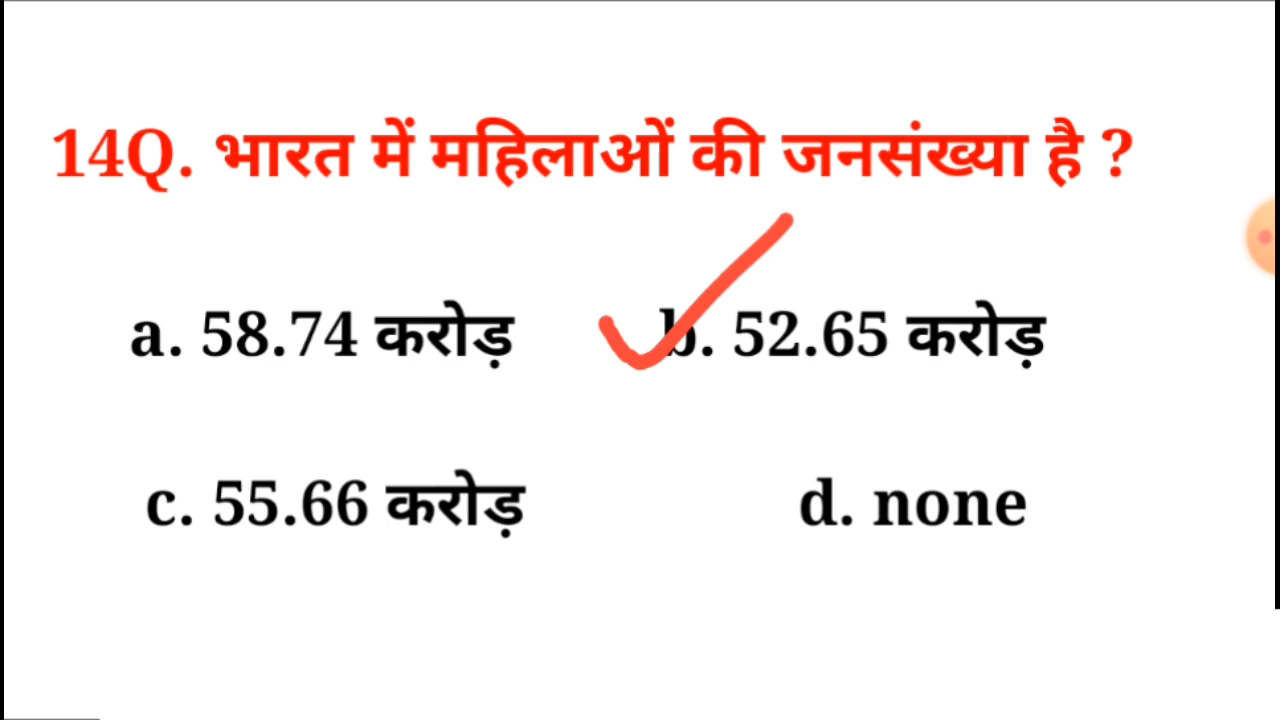 14Q. भारत में महिलाओं की जनसंख्या है ?
a. 58.74 करोड़ b. 52.65 करोड़
c. 55.66 करोड़ d. none